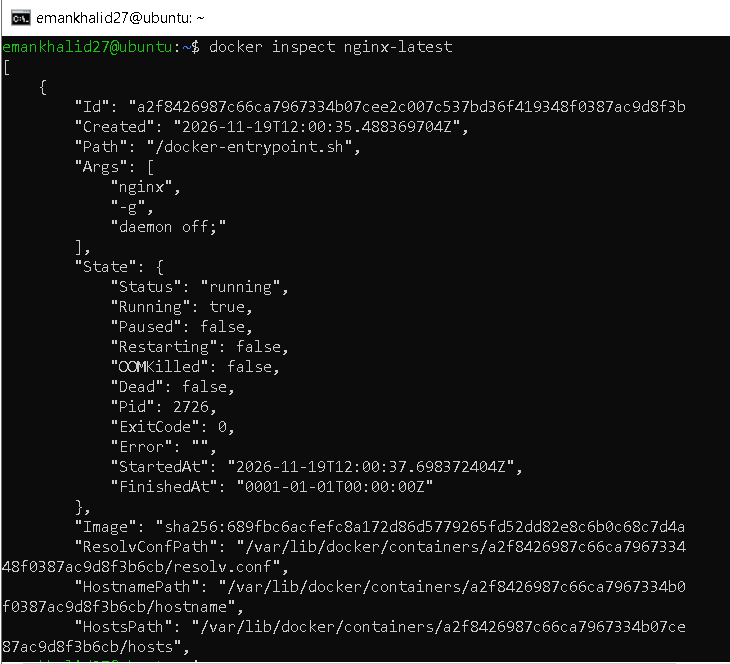 emankhalid27@ubuntu: ~
emankhalid27@ubuntu:~$ docker inspect nginx-latest
[
    {
        "Id": "a2f8426987c66ca7967334b07cee2c007c537bd36f419348f0387ac9d8f3b
        "Created": "2026-11-19T12:00:35.488369704Z",
        "Path": "/docker-entrypoint.sh",
        "Args": [
            "nginx",
            "-g",
            "daemon off;"
        ],
        "State": {
            "Status": "running",
            "Running": true,
            "Paused": false,
            "Restarting": false,
            "OOMKilled": false,
            "Dead": false,
            "Pid": 2726,
            "ExitCode": 0,
            "Error": "",
            "StartedAt": "2026-11-19T12:00:37.698372404Z",
            "FinishedAt": "0001-01-01T00:00:00Z"
        },
        "Image": "sha256:689fbc6acfefc8a172d86d5779265fd52dd82e8c6b0c68c7d4a
        "ResolvConfPath": "/var/lib/docker/containers/a2f8426987c66ca7967334
48f0387ac9d8f3b6cb/resolv.conf",
        "HostnamePath": "/var/lib/docker/containers/a2f8426987c66ca7967334b0
f0387ac9d8f3b6cb/hostname",
        "HostsPath": "/var/lib/docker/containers/a2f8426987c66ca7967334b07ce
87ac9d8f3b6cb/hosts",